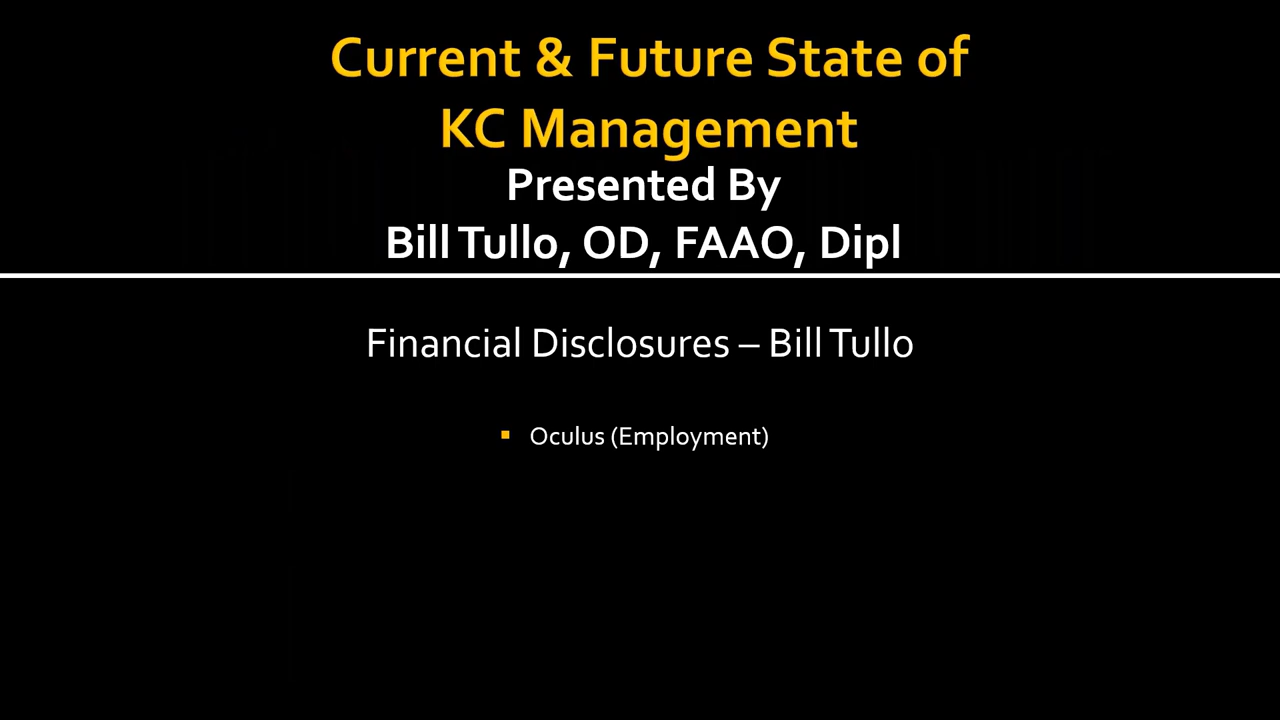 Current & Future State of
KC Management
Presented By
Bill Tullo, OD, FAAO, Dipl
Financial Disclosures – Bill Tullo
▪ Oculus (Employment)